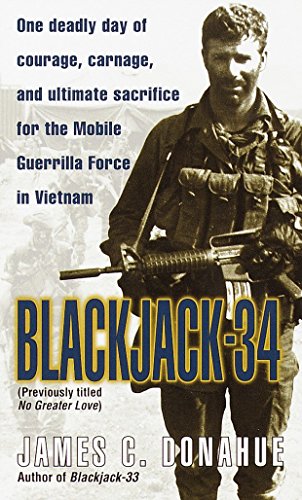 One deadly day of
courage, carnage,
and ultimate sacrifice
for the Mobile
Guerrilla Force
in Vietnam
BLACKJACK-34
(Previously titled
No Greater Love)
JAMES C. DONAHUE
Author of Blackjack-33